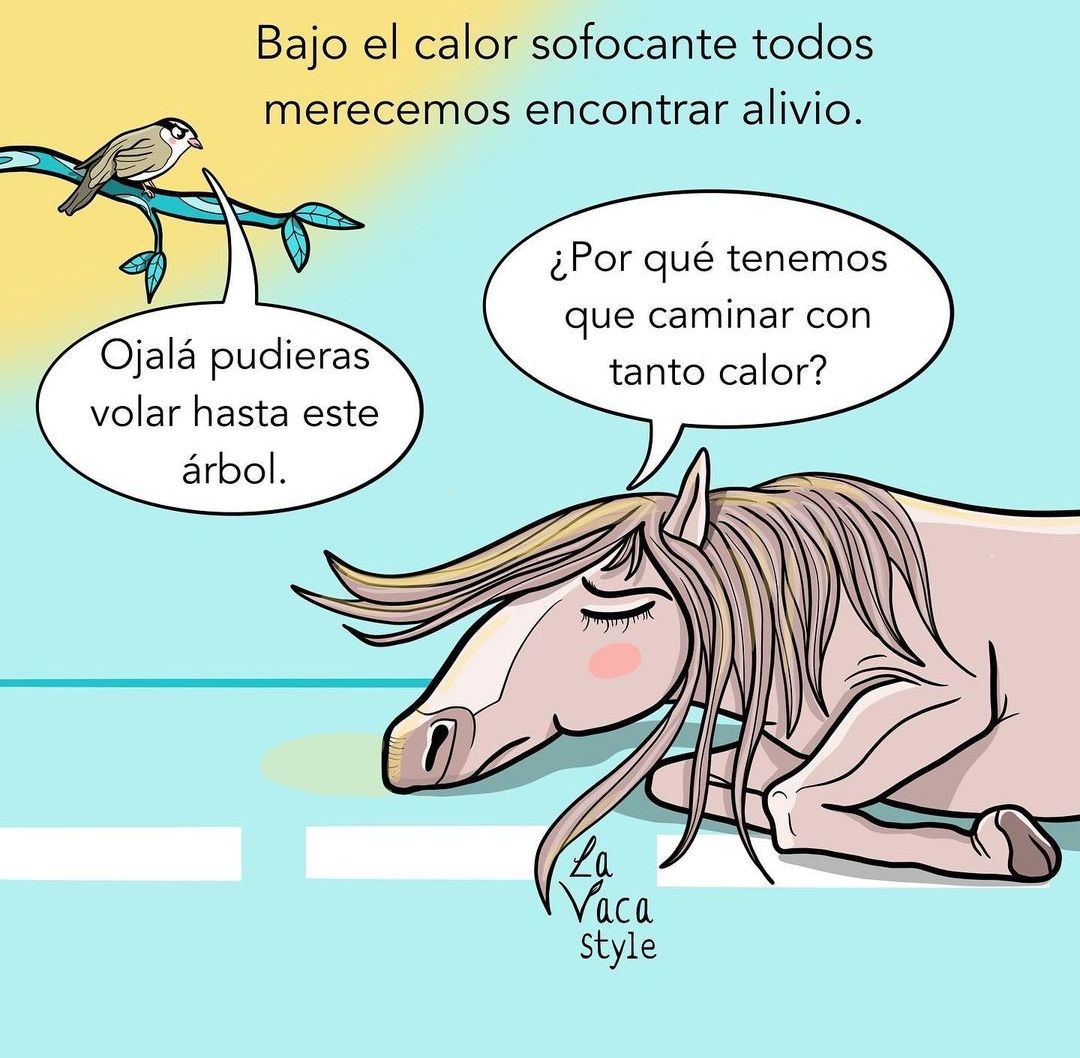 Bajo el calor sofocante todos
merecemos encontrar alivio.
¿Por qué tenemos
que caminar con
tanto calor?
Ojalá pudieras
volar hasta este
árbol.
La
Vaca
Style